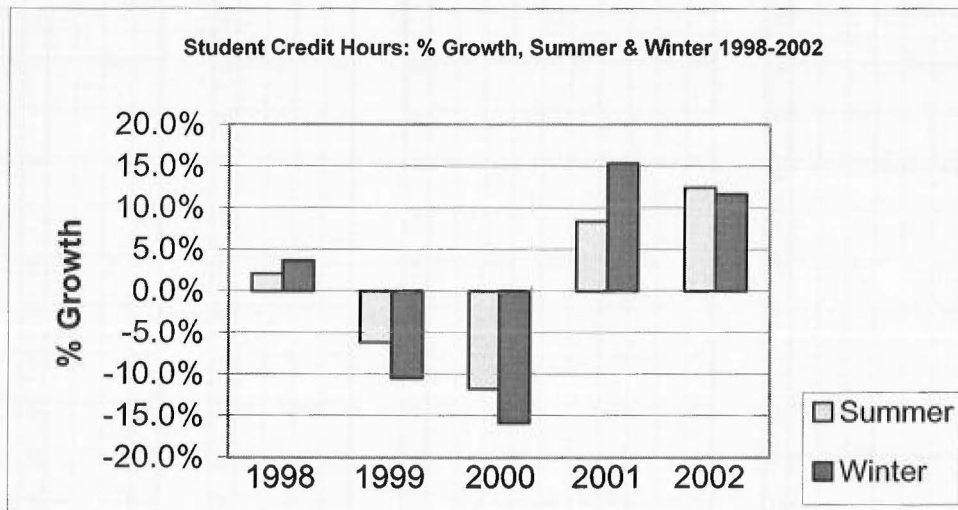 Student Credit Hours: % Growth, Summer & Winter 1998-2002
% Growth
20.0%
15.0%
10.0%
5.0%
0.0%
-5.0%
-10.0%
-15.0%
-20.0%
1998 1999 2000 2001 2002
Summer
Winter